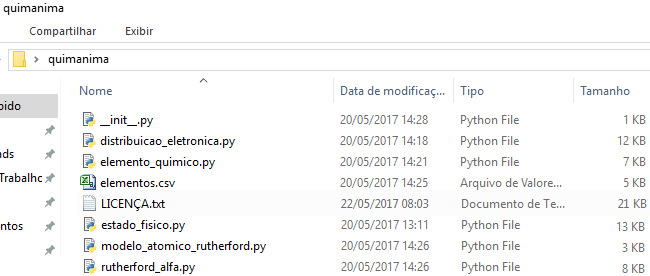 quimanima
Compartilhar Exibir
quimanima
Nome Data de modificaç... Tipo Tamanho
__init__.py 20/05/2017 14:28 Python File 1 KB
distribuicao_eletronica.py 20/05/2017 14:18 Python File 12 KB
elemento_quimico.py 20/05/2017 14:21 Python File 7 KB
elementos.csv 20/05/2017 14:25 Arquivo de Valore... 5 KB
LICENÇA.txt 22/05/2017 08:03 Documento de Te... 21 KB
estado_fisico.py 20/05/2017 13:11 Python File 13 KB
modelo_atomico_rutherford.py 20/05/2017 14:26 Python File 3 KB
rutherford_alfa.py 20/05/2017 14:26 Python File 8 KB
pido
nds
Trabalhc
ntos